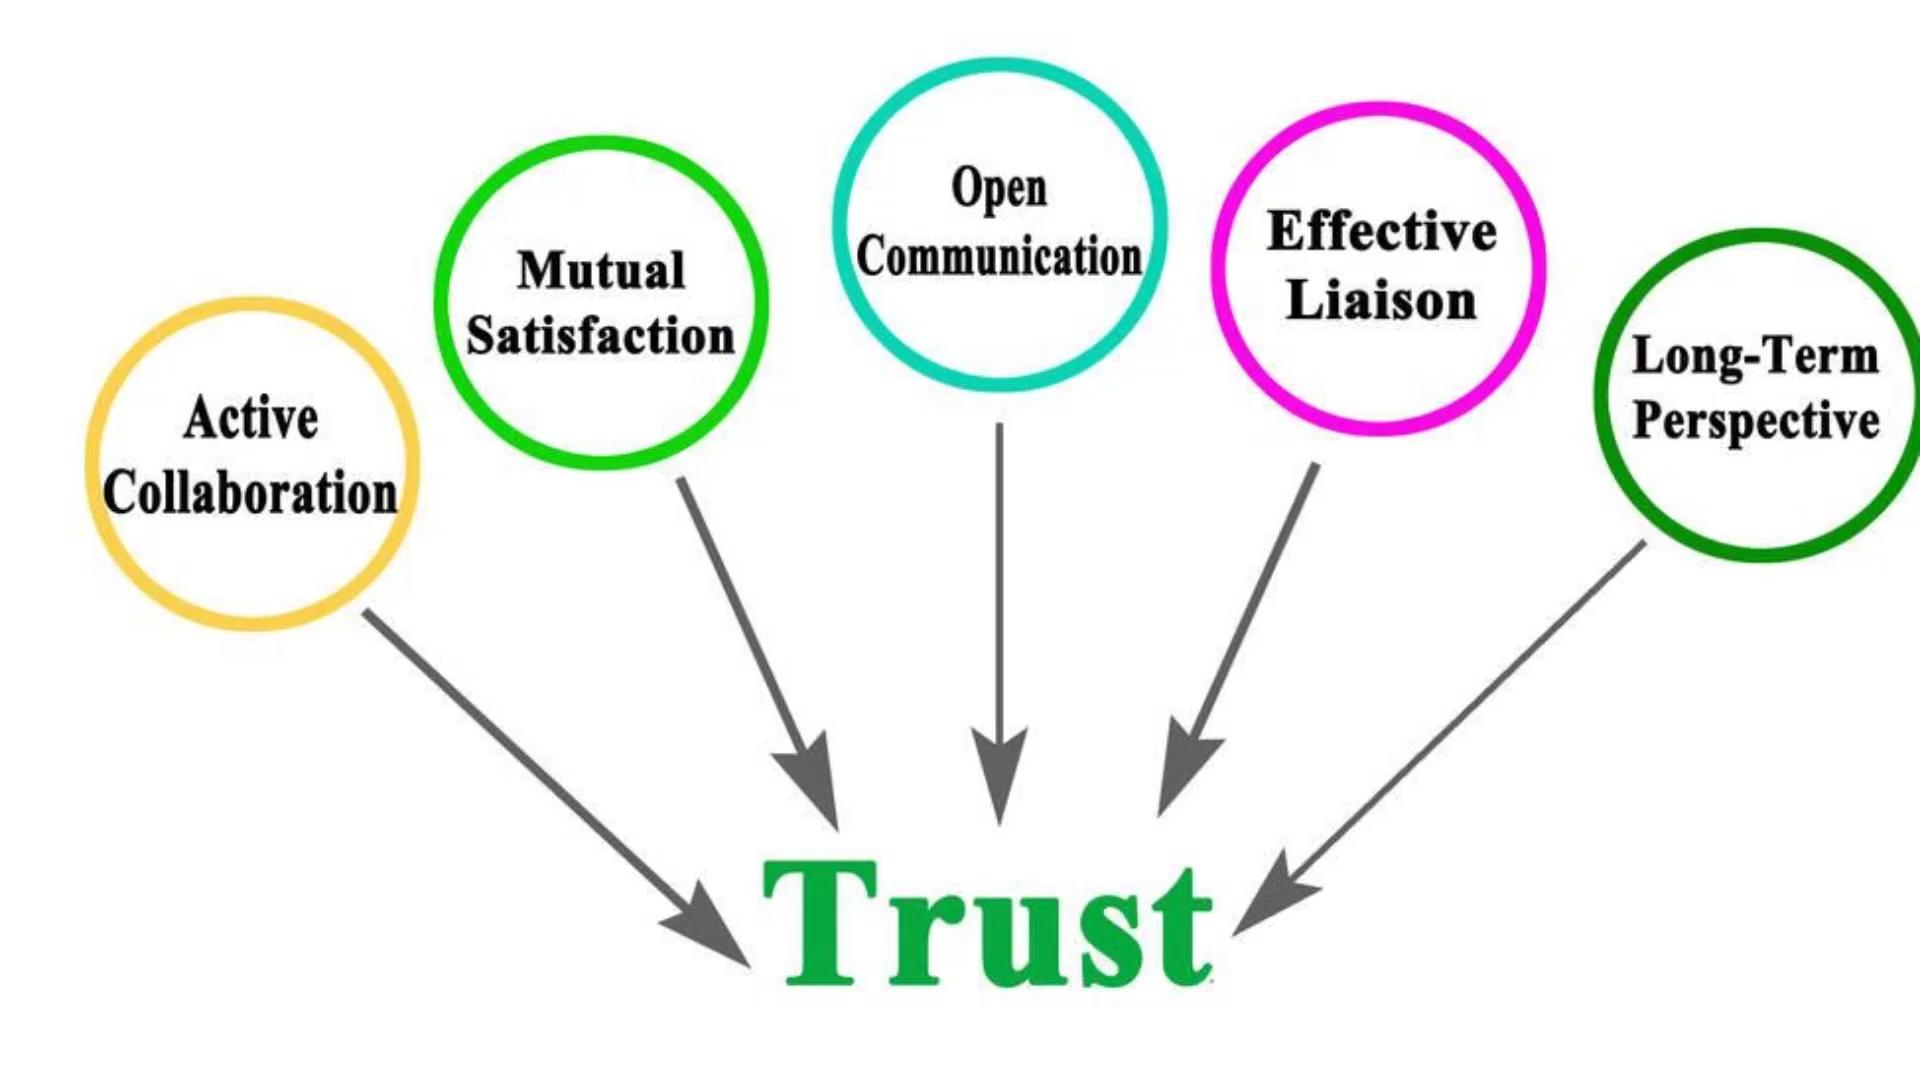 Active
Collaboration
Mutual
Satisfaction
Open
Communication
Effective
Liaison
Long-Term
Perspective
Trust